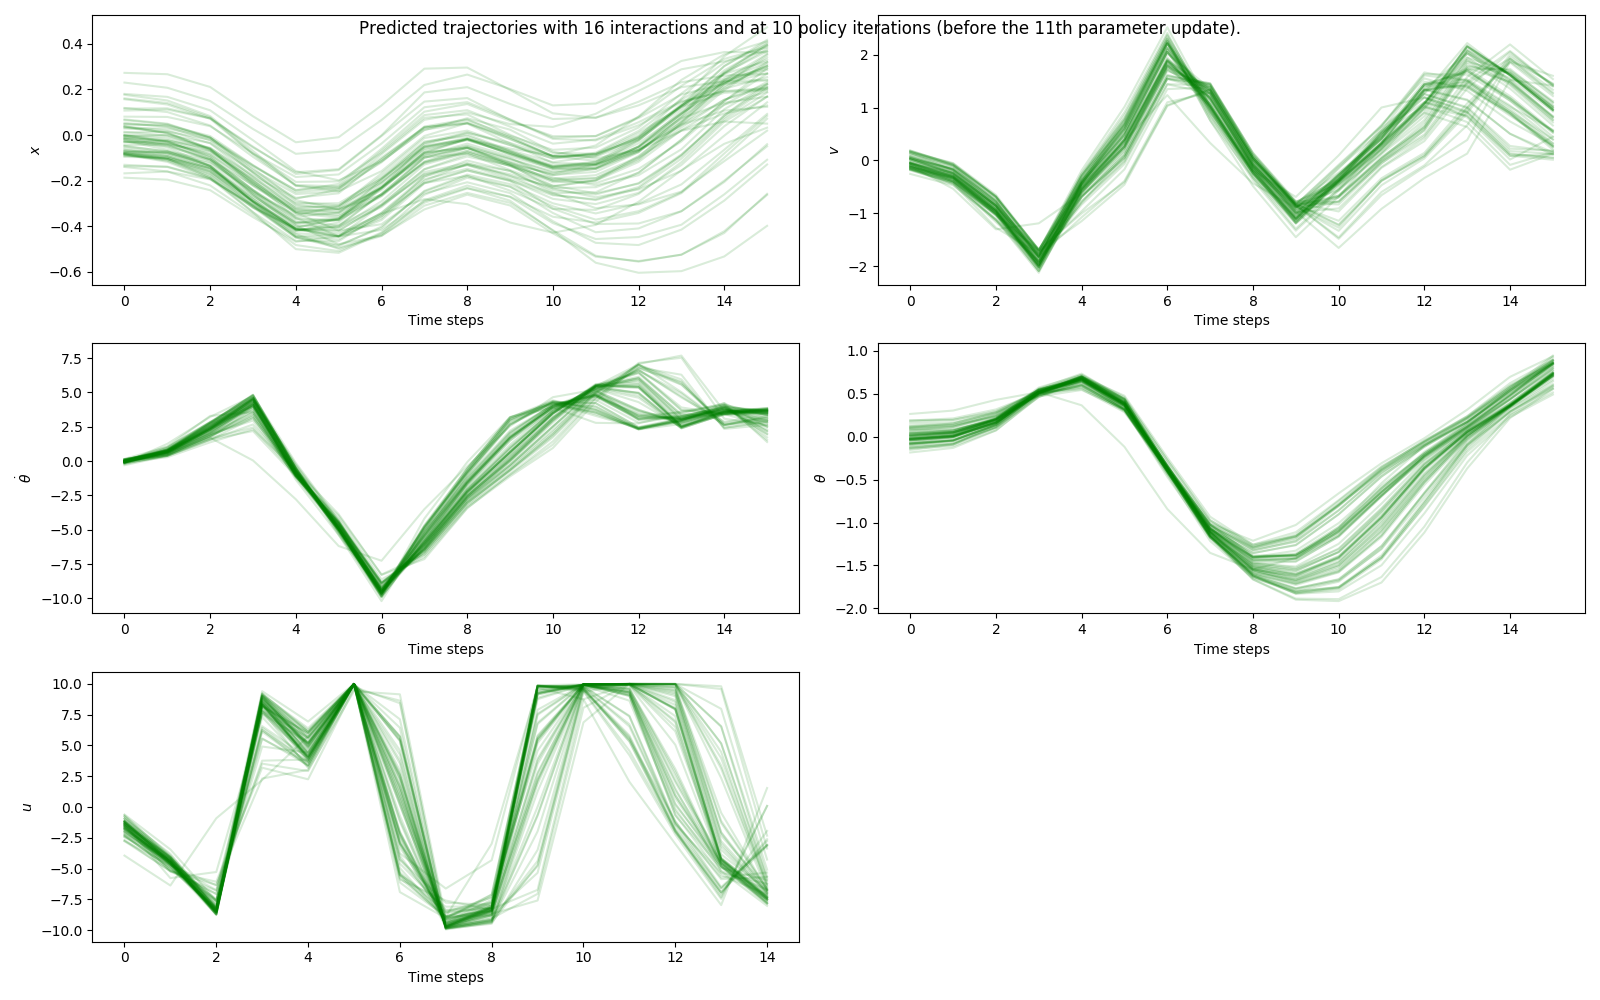 Predicted trajectories with 16 interactions and at 10 policy iterations (before the 11th parameter update).
0.4
0.2
0.0
−0.2
−0.4
−0.6
x
0 2 4 6 8 10 12 14
Time steps
2
1
0
−1
−2
v
0 2 4 6 8 10 12 14
Time steps
7.5
5.0
2.5
0.0
−2.5
−5.0
−7.5
−10.0
θ̇
0 2 4 6 8 10 12 14
Time steps
1.0
0.5
0.0
−0.5
−1.0
−1.5
−2.0
θ
0 2 4 6 8 10 12 14
Time steps
10.0
7.5
5.0
2.5
0.0
−2.5
−5.0
−7.5
−10.0
u
0 2 4 6 8 10 12 14
Time steps